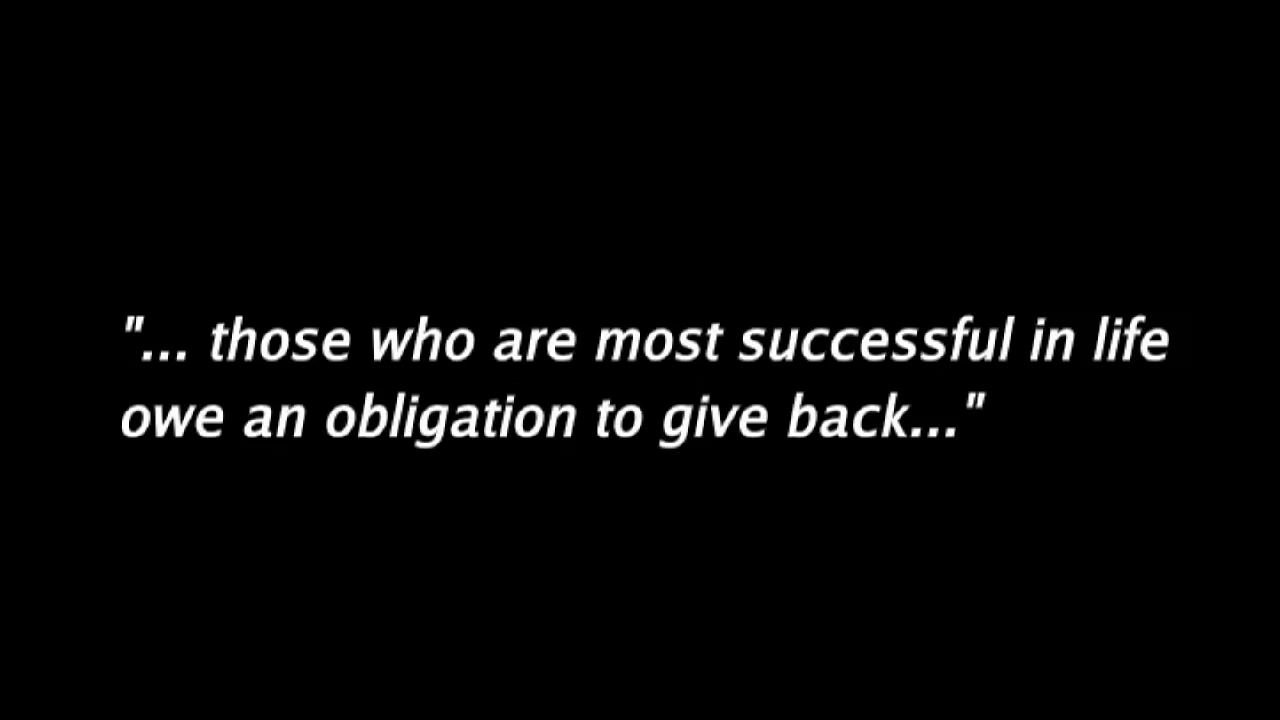 "... those who are most successful in life
owe an obligation to give back..."